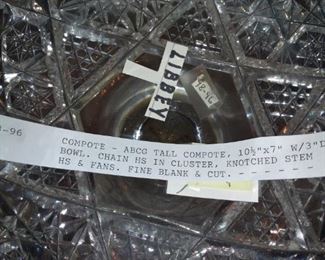 LIBBEY
18-96
COMPOTE - ABCG TALL COMPOTE, 10½"x7" W/3"D
BOWL. CHAIN HS IN CLUSTER, KNOTCHED STEM
HS & FANS. FINE BLANK & CUT. - - - - - -